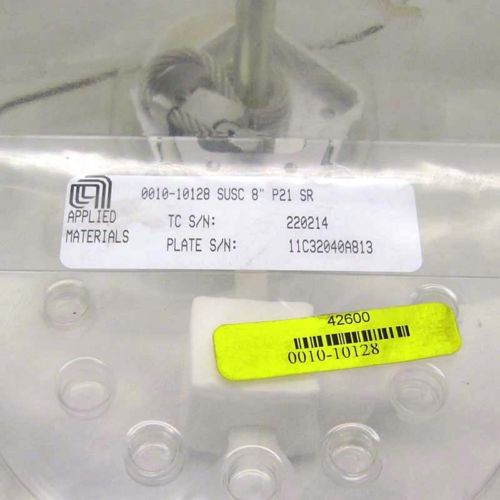 0010-10128 SUSC 8" P21 SR
APPLIED MATERIALS
TC S/N: 220214
PLATE S/N: 11C32040A813
42600
0010-10128